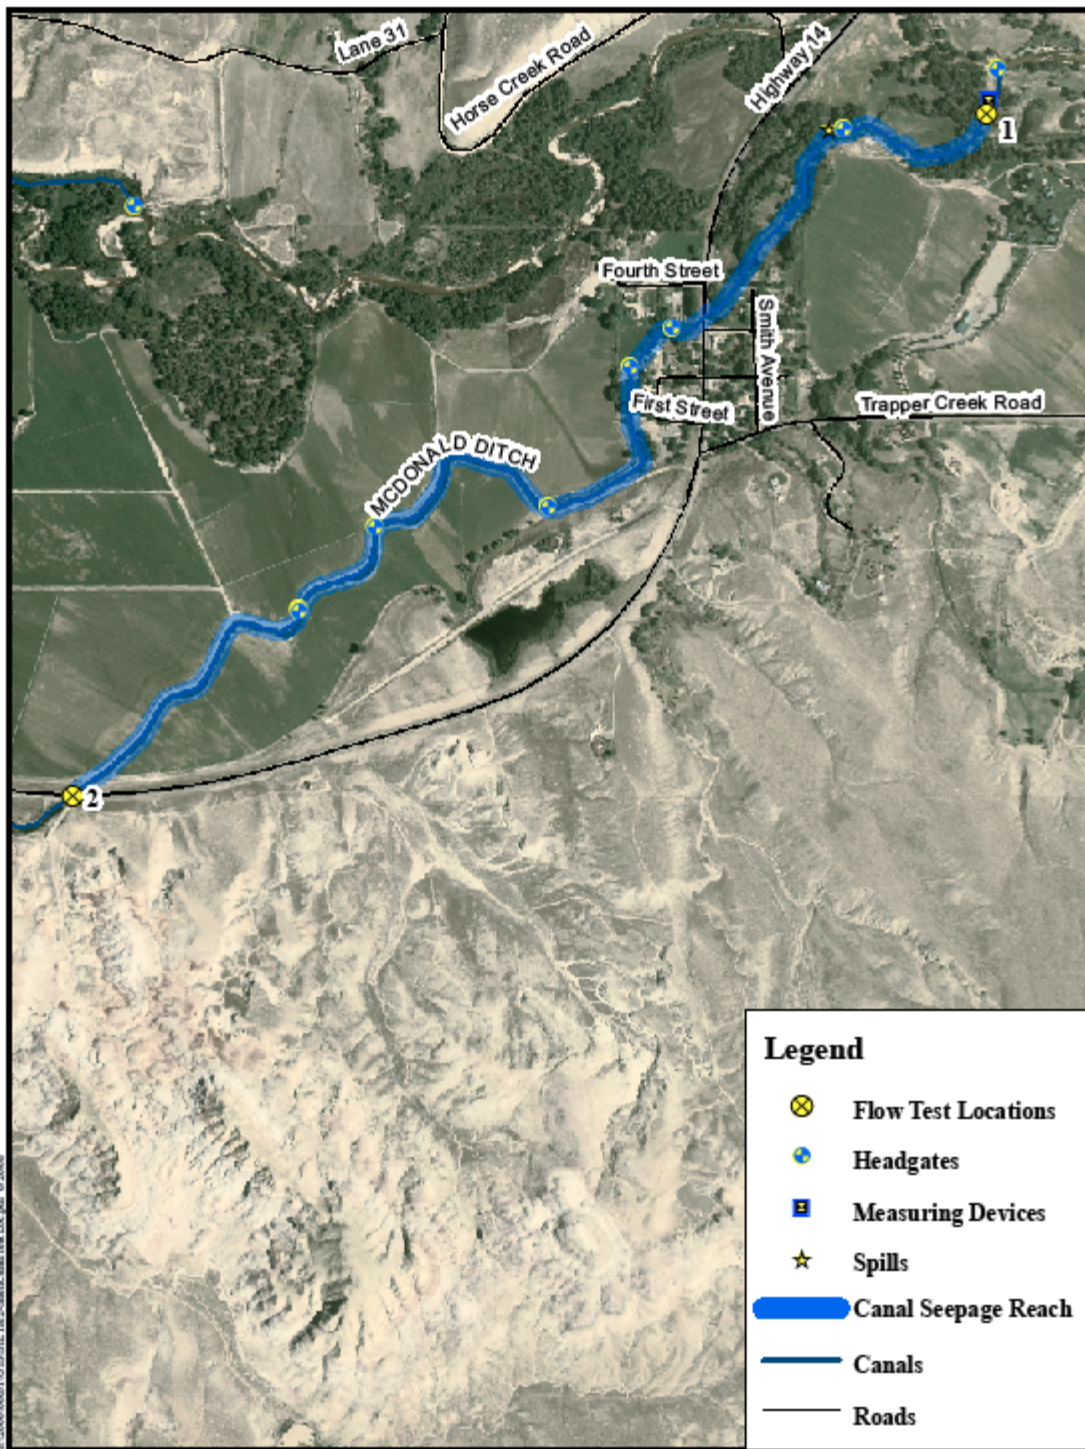 Lane 31
Horse Creek Road
Highway 14
1
Fourth Street
Smith Avenue
First Street
Trapper Creek Road
MCDONALD DITCH
2
Legend
Flow Test Locations
Headgates
Measuring Devices
Spills
Canal Seepage Reach
Canals
Roads